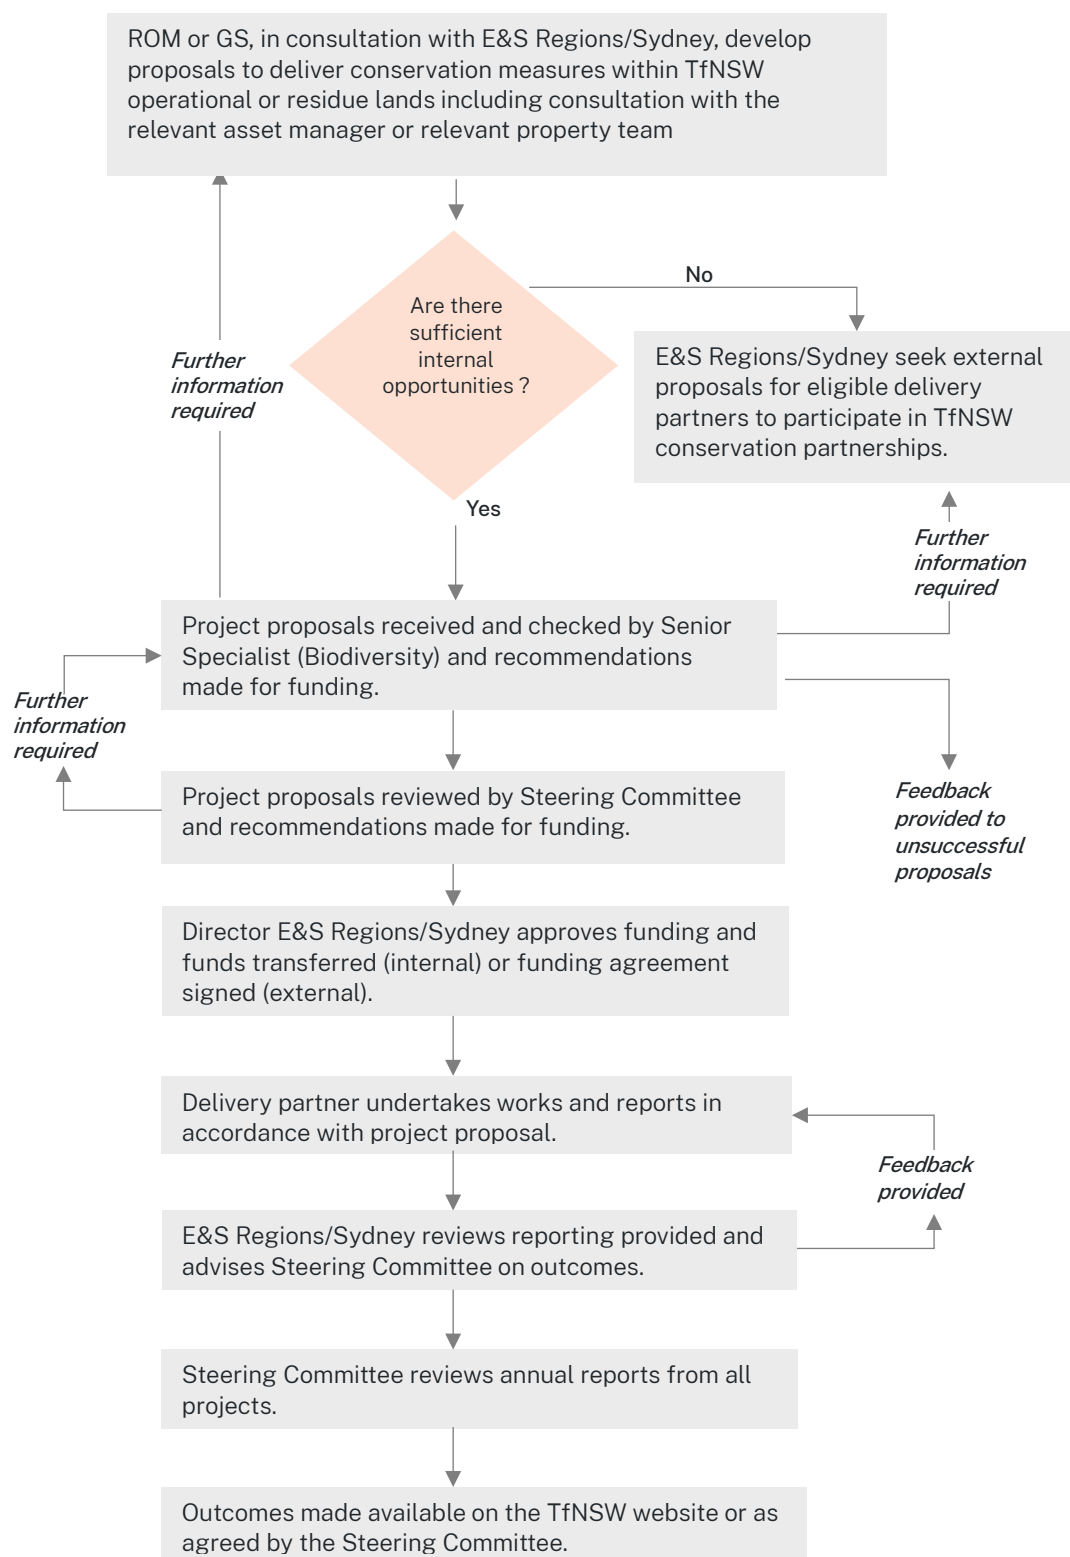 ROM or GS, in consultation with E&S Regions/Sydney, develop
proposals to deliver conservation measures within TfNSW
operational or residue lands including consultation with the
relevant asset manager or relevant property team
No
Are there
sufficient
internal
opportunities ?
Further
information
required
E&S Regions/Sydney seek external
proposals for eligible delivery
partners to participate in TfNSW
conservation partnerships.
Yes
Further
information
required
Project proposals received and checked by Senior
Specialist (Biodiversity) and recommendations
made for funding.
Further
information
required
Project proposals reviewed by Steering Committee
and recommendations made for funding.
Feedback
provided to
unsuccessful
proposals
Director E&S Regions/Sydney approves funding and
funds transferred (internal) or funding agreement
signed (external).
Delivery partner undertakes works and reports in
accordance with project proposal.
Feedback
provided
E&S Regions/Sydney reviews reporting provided and
advises Steering Committee on outcomes.
Steering Committee reviews annual reports from all
projects.
Outcomes made available on the TfNSW website or as
agreed by the Steering Committee.